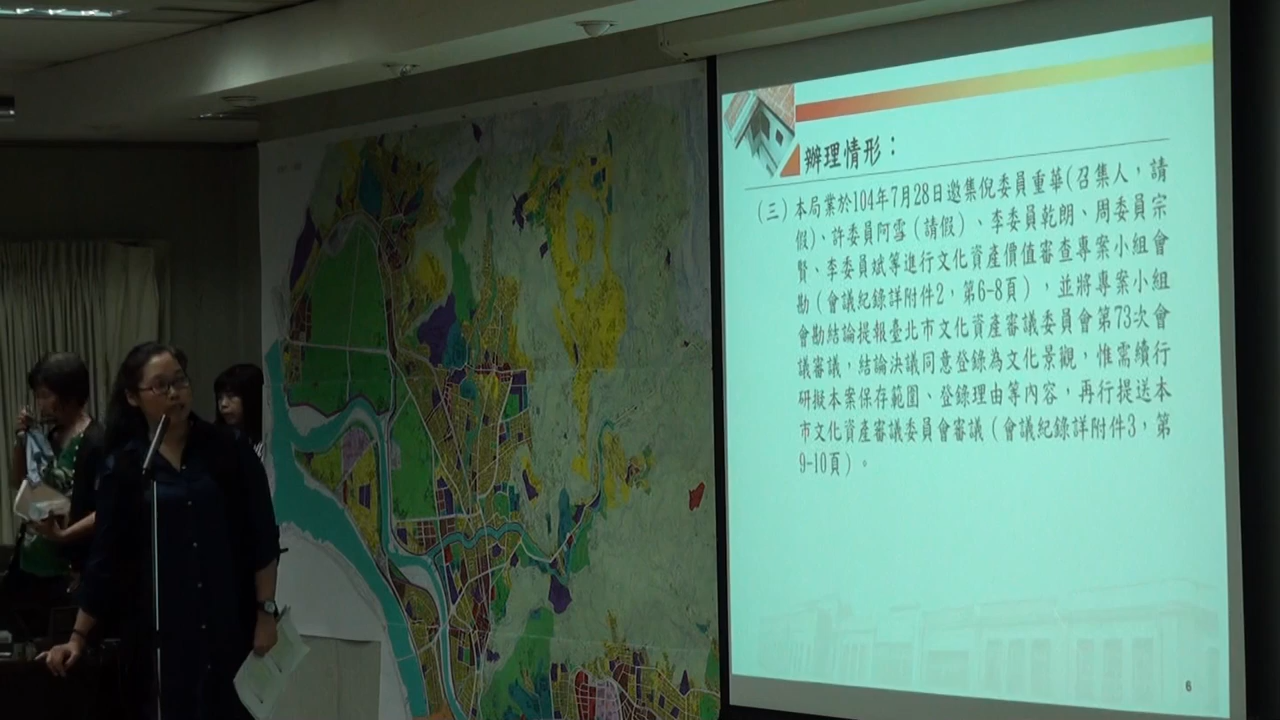 辦理情形：
(三)本局業於104年7月28日邀集倪委員重華(召集人，請
假)、許委員阿雪(請假)、李委員乾朗、周委員宗
賢、李委員斌等進行文化資產價值審查專案小組會
勘(會議紀錄詳附件2，第6-8頁)，並將專案小組
會勘結論提報臺北市文化資產審議委員會第73次會
議審議，結論決議同意登錄為文化景觀，惟需續行
研擬本案保存範圍、登錄理由等內容，再行提送本
市文化資產審議委員會審議(會議紀錄詳附件3，第
9-10頁)。
6